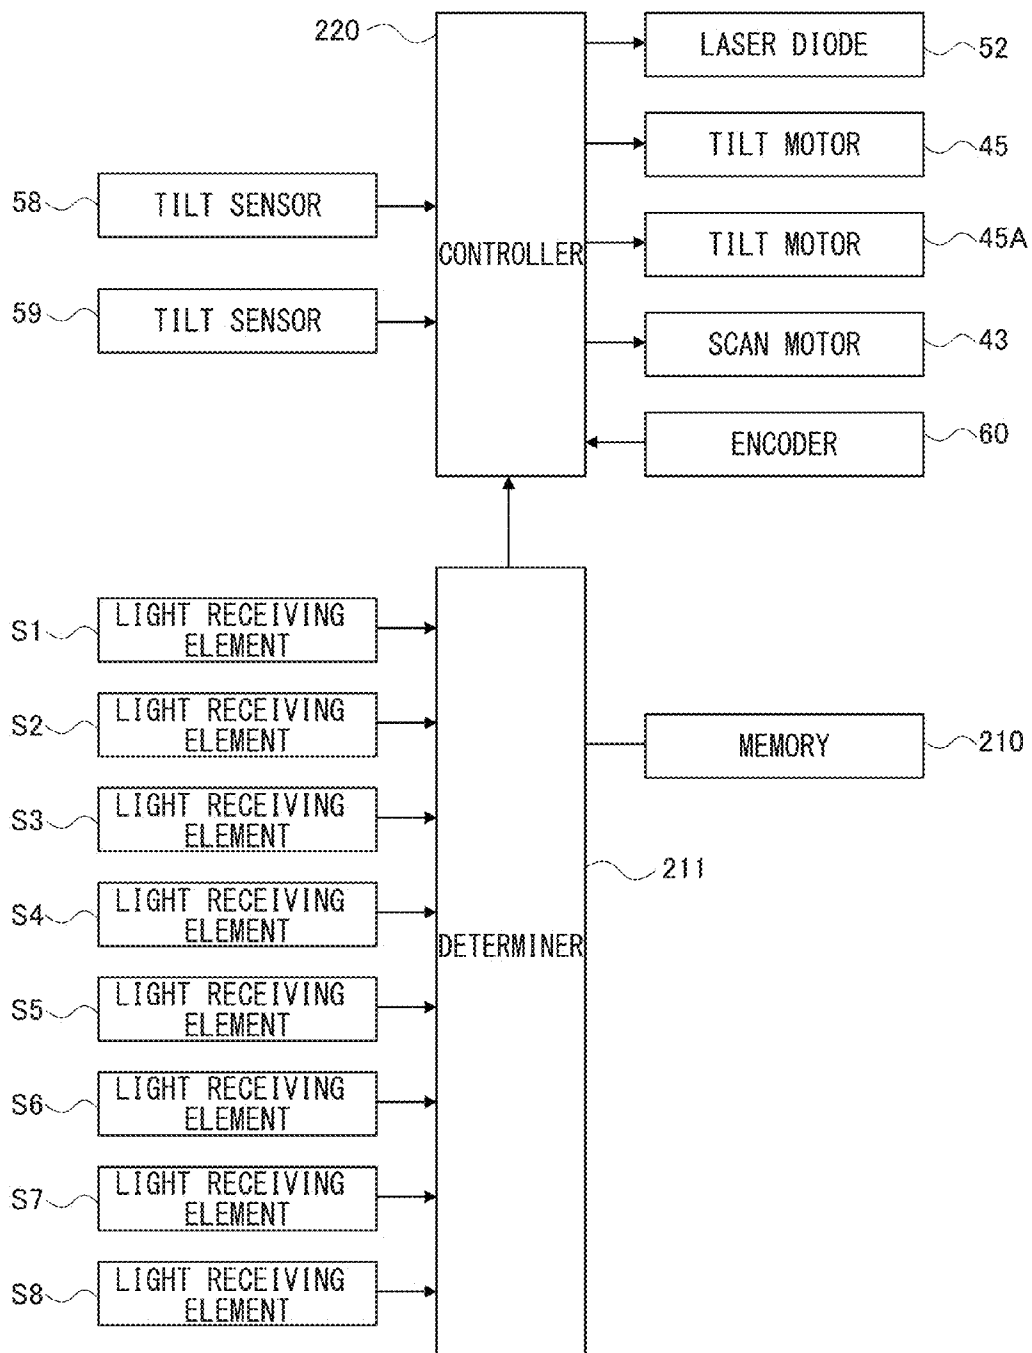 220
LASER DIODE
52
TILT MOTOR
45
58
TILT SENSOR
TILT MOTOR
45A
CONTROLLER
59
TILT SENSOR
SCAN MOTOR
43
ENCODER
60
S1
LIGHT RECEIVING
ELEMENT
S2
LIGHT RECEIVING
ELEMENT
MEMORY
210
S3
LIGHT RECEIVING
ELEMENT
211
S4
LIGHT RECEIVING
ELEMENT
DETERMINER
S5
LIGHT RECEIVING
ELEMENT
S6
LIGHT RECEIVING
ELEMENT
S7
LIGHT RECEIVING
ELEMENT
S8
LIGHT RECEIVING
ELEMENT